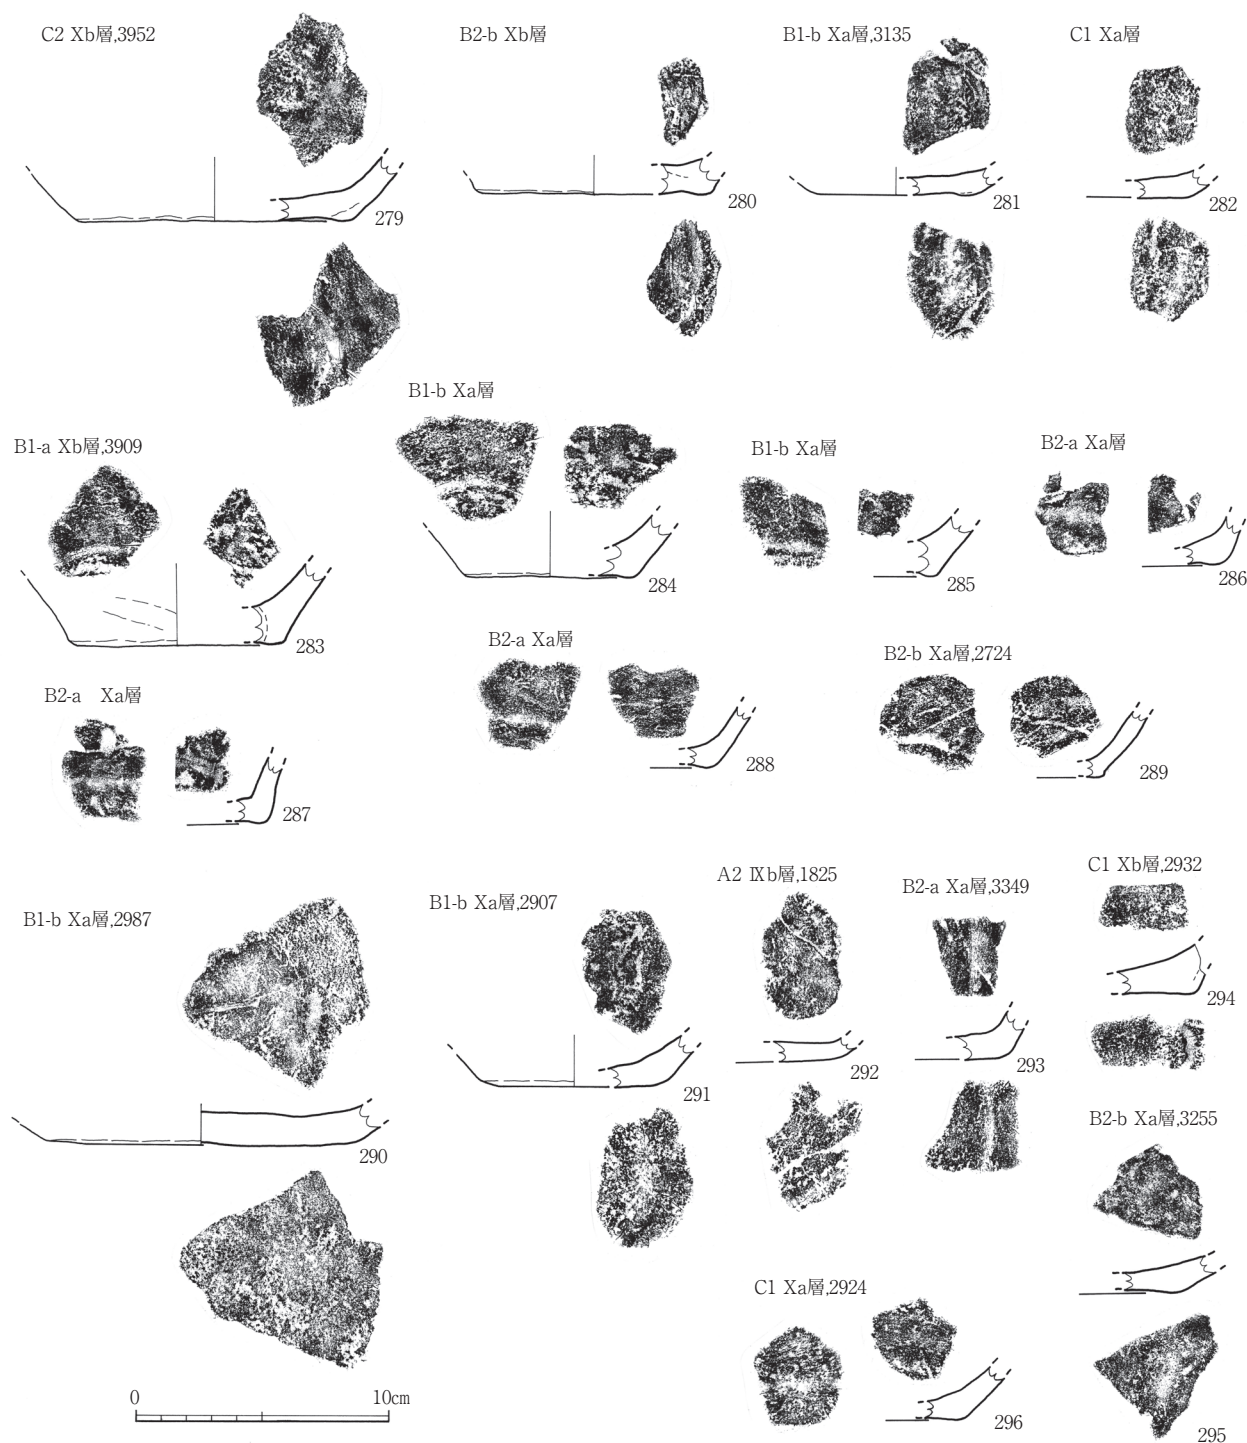 C2 Xb層,3952
B2-b Xb層
B1-b Xa層,3135
C1 Xa層
279
280
281
282
B1-a Xb層,3909
B1-b Xa層
B1-b Xa層
B2-a Xa層
283
284
285
286
B2-a Xa層
B2-a Xa層
B2-b Xa層,2724
287
288
289
B1-b Xa層,2987
B1-b Xa層,2907
A2 Ⅸb層,1825
B2-a Xa層,3349
C1 Xb層,2932
290
291
292
293
294
B2-b Xa層,3255
C1 Xa層,2924
295
296
0 10cm